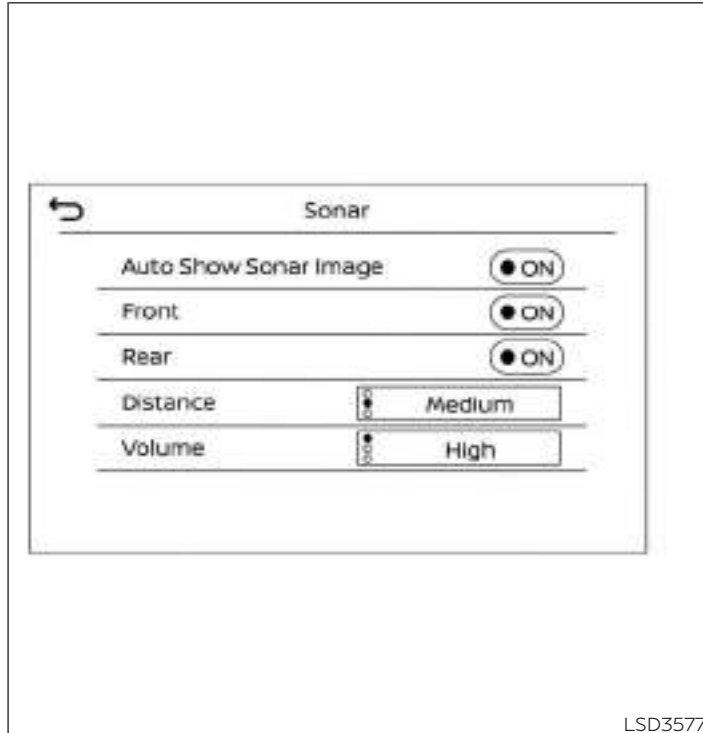 Sonar
Auto Show Sonar Image ON
Front ON
Rear ON
Distance Medium
Volume High
LSD3577